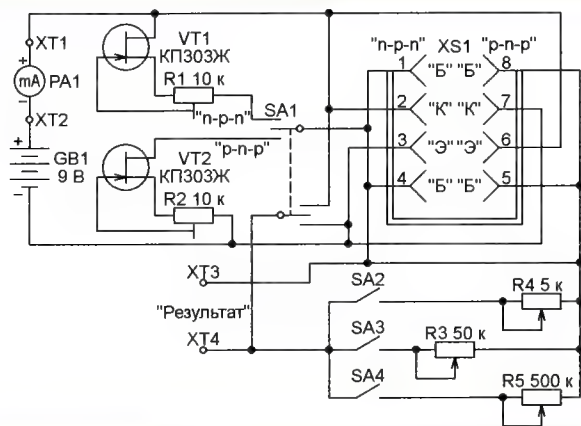 "n-p-n" XS1 "p-n-p"
XT1
VT1
КП303Ж
1 "Б" "Б" 8
+
mA PA1
R1 10 к
"n-p-n"
SA1
2 "К" "К" 7
−
XT2
"p-n-p"
3 "Э" "Э" 6
+
GB1
9 В
−
VT2
КП303Ж
R2 10 к
4 "Б" "Б" 5
XT3
SA2
R4 5 к
"Результат"
SA3
R3 50 к
XT4
SA4
R5 500 к